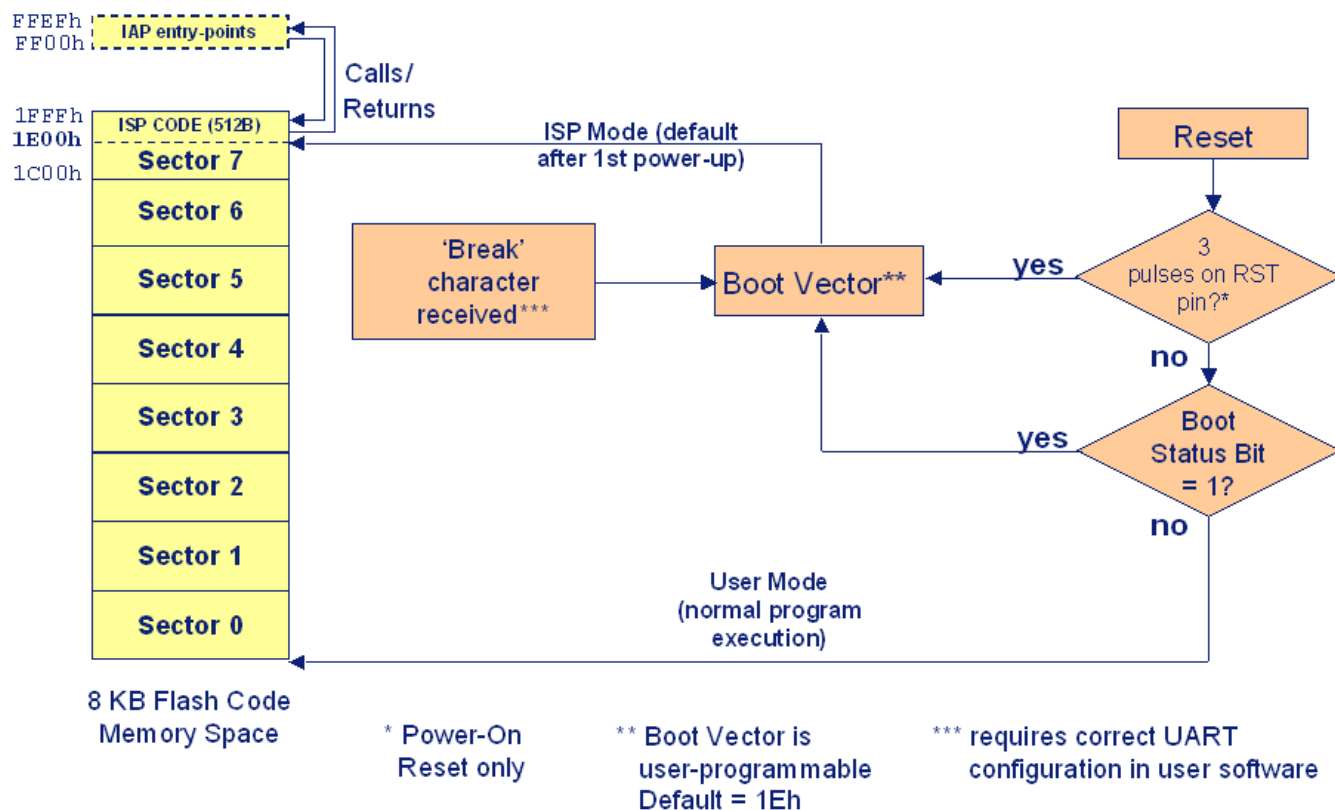 FFEFh
FF00h
IAP entry-points
Calls/
Returns
1FFFh
1E00h
1C00h
ISP CODE (512B)
Sector 7
Sector 6
Sector 5
Sector 4
Sector 3
Sector 2
Sector 1
Sector 0
8 KB Flash Code
Memory Space
ISP Mode (default
after 1st power-up)
'Break'
character
received***
Boot Vector**
Reset
3
pulses on RST
pin?*
yes
no
Boot
Status Bit
= 1?
yes
no
User Mode
(normal program
execution)
* Power-On
Reset only
** Boot Vector is
user-programmable
Default = 1Eh
*** requires correct UART
configuration in user software